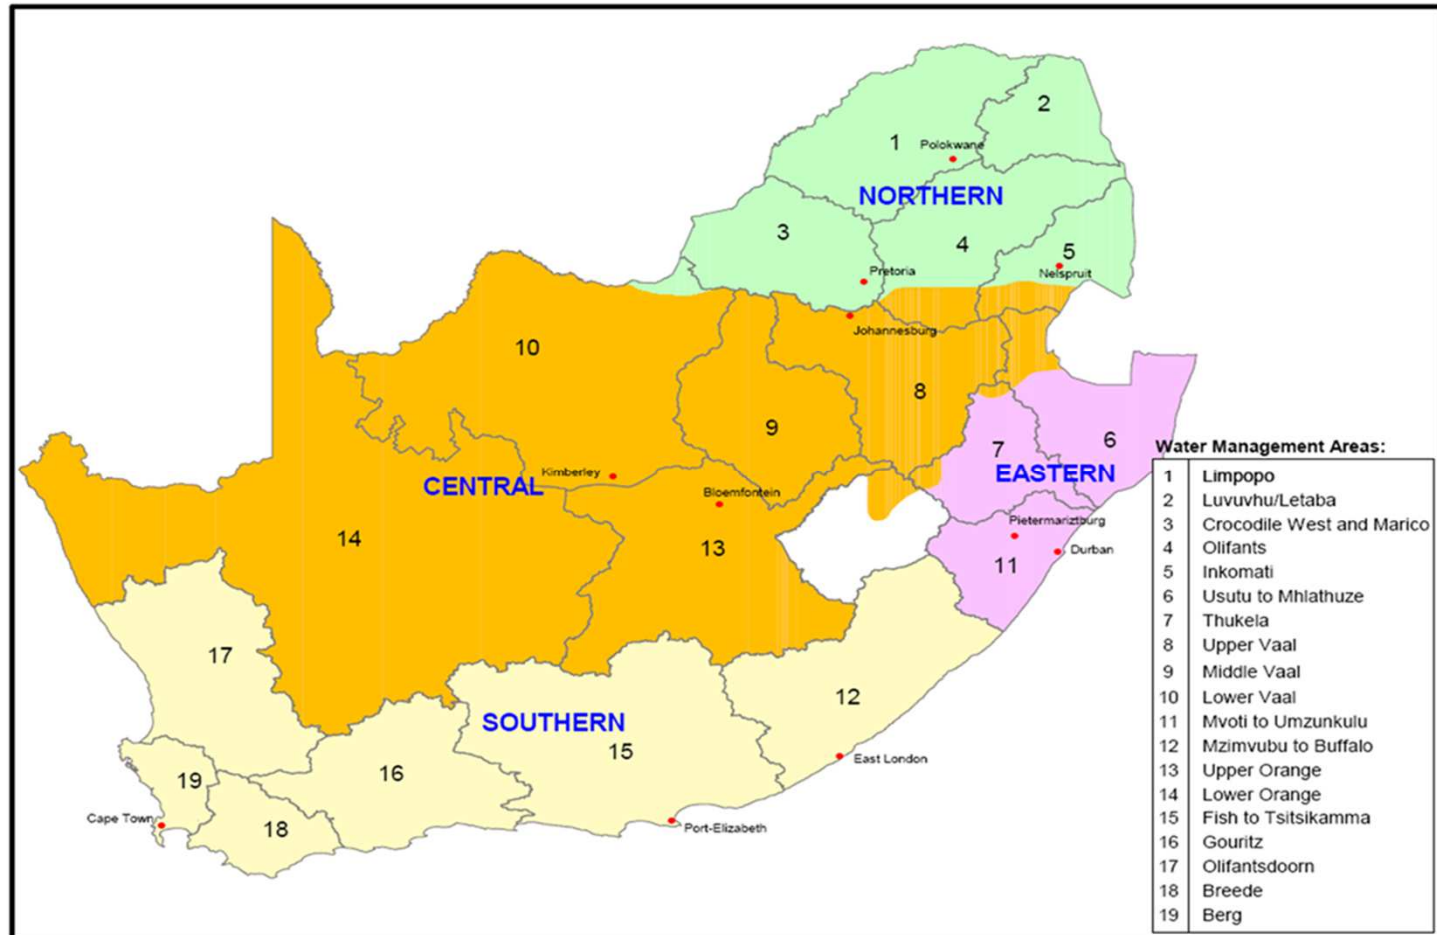 2
1
Polokwane
NORTHERN
3
4
5
Pretoria
Nelspruit
Johannesburg
10
8
9
6
7
Kimberley
CENTRAL
EASTERN
Bloemfontein
Pietermariztburg
14
13
Durban
11
17
12
SOUTHERN
15
East London
16
19
Cape Town
18
Port-Elizabeth
Water Management Areas:
1 Limpopo
2 Luvuvhu/Letaba
3 Crocodile West and Marico
4 Olifants
5 Inkomati
6 Usutu to Mhlathuze
7 Thukela
8 Upper Vaal
9 Middle Vaal
10 Lower Vaal
11 Mvoti to Umzunkulu
12 Mzimvubu to Buffalo
13 Upper Orange
14 Lower Orange
15 Fish to Tsitsikamma
16 Gouritz
17 Olifantsdoorn
18 Breede
19 Berg